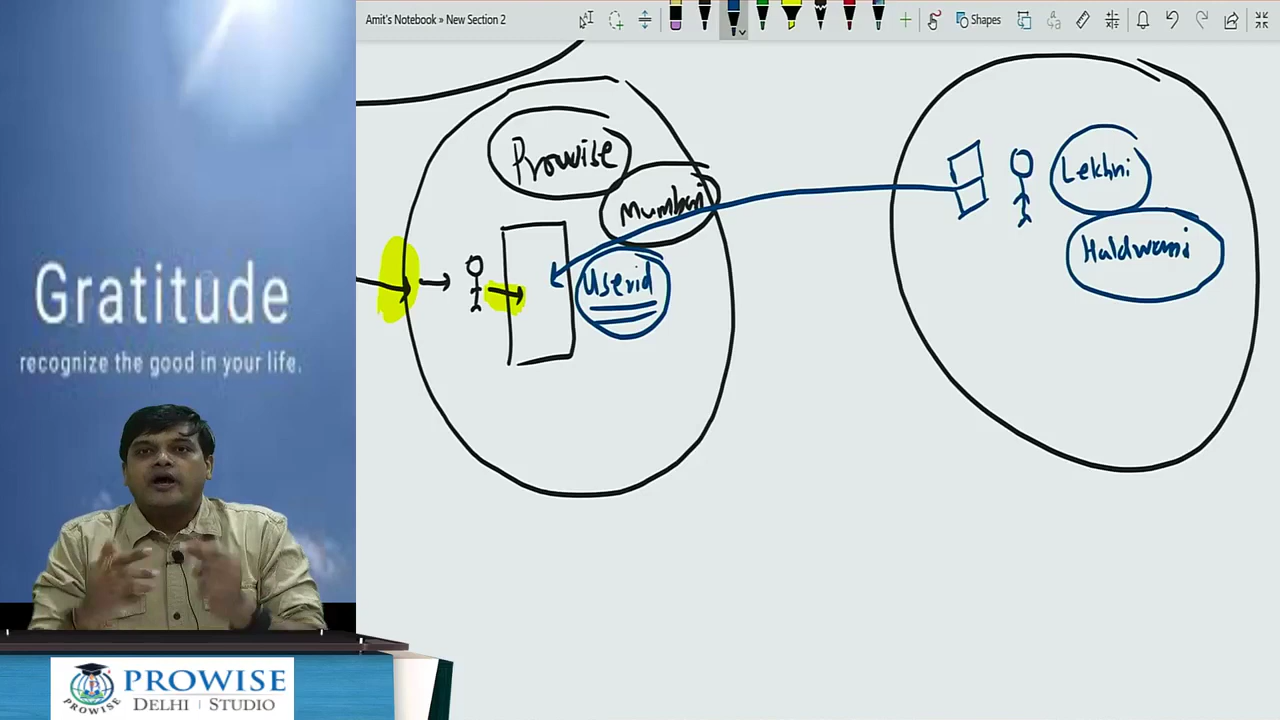 Amit's Notebook » New Section 2
Shapes
Prowise
Mumbai
Userid
Lekhni
Haldwani
Gratitude
recognize the good in your life.
PROWISE
PROWISE
DELHI | STUDIO